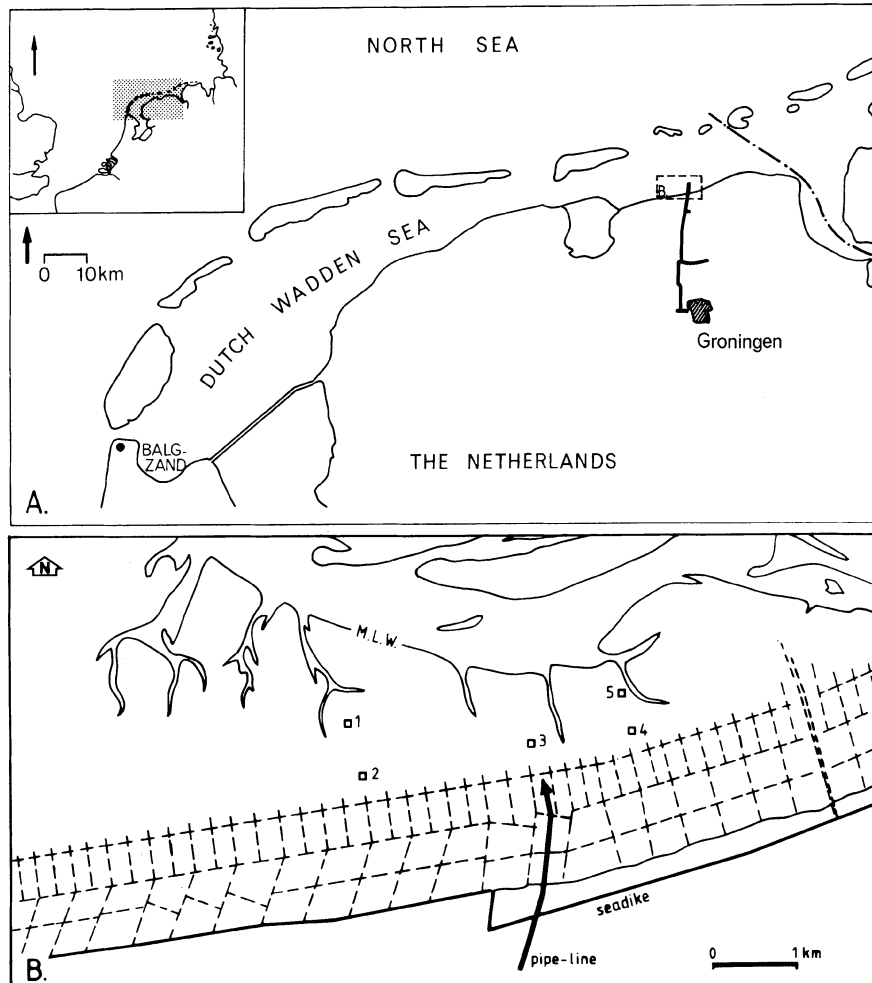 NORTH SEA
0 10km
B.
DUTCH WADDEN SEA
Groningen
BALG-
ZAND
THE NETHERLANDS
A.
N
M.L.W.
5
1
4
3
2
seadike
pipe-line
0 1km
B.